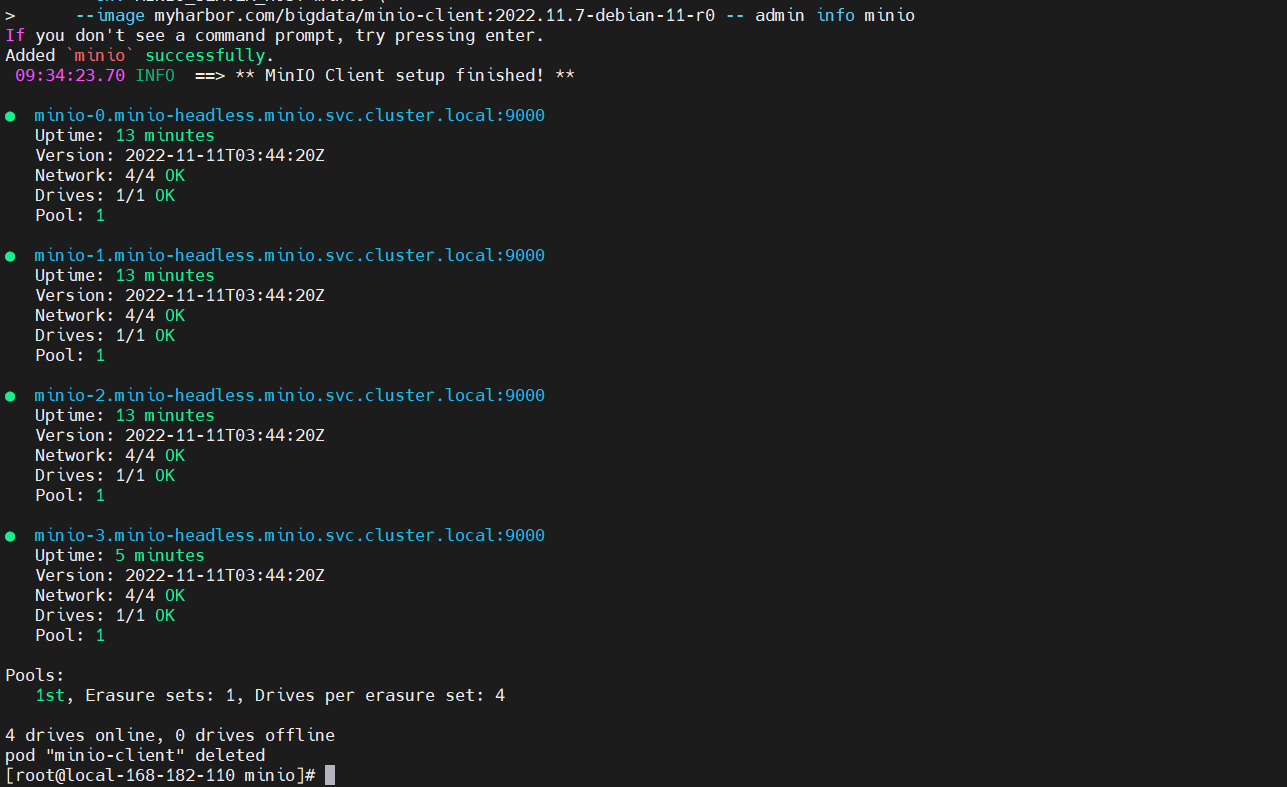 >      --image myharbor.com/bigdata/minio-client:2022.11.7-debian-11-r0 -- admin info minio
If you don't see a command prompt, try pressing enter.
Added `minio` successfully.
 09:34:23.70 INFO  ==> ** MinIO Client setup finished! **
●  minio-0.minio-headless.minio.svc.cluster.local:9000
   Uptime: 13 minutes
   Version: 2022-11-11T03:44:20Z
   Network: 4/4 OK
   Drives: 1/1 OK
   Pool: 1
●  minio-1.minio-headless.minio.svc.cluster.local:9000
   Uptime: 13 minutes
   Version: 2022-11-11T03:44:20Z
   Network: 4/4 OK
   Drives: 1/1 OK
   Pool: 1
●  minio-2.minio-headless.minio.svc.cluster.local:9000
   Uptime: 13 minutes
   Version: 2022-11-11T03:44:20Z
   Network: 4/4 OK
   Drives: 1/1 OK
   Pool: 1
●  minio-3.minio-headless.minio.svc.cluster.local:9000
   Uptime: 5 minutes
   Version: 2022-11-11T03:44:20Z
   Network: 4/4 OK
   Drives: 1/1 OK
   Pool: 1
Pools:
   1st, Erasure sets: 1, Drives per erasure set: 4
4 drives online, 0 drives offline
pod "minio-client" deleted
[root@local-168-182-110 minio]#